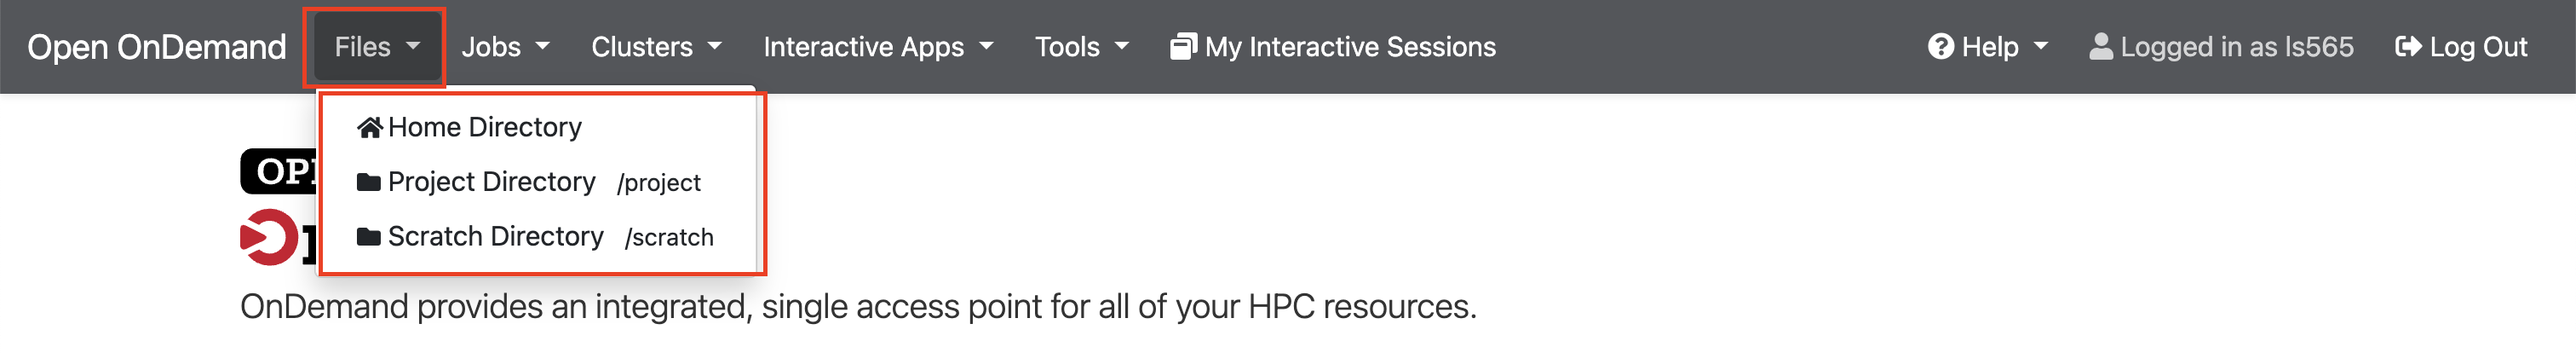 Open OnDemand Files Jobs Clusters Interactive Apps Tools My Interactive Sessions Help Logged in as ls565 Log Out
Home Directory
Project Directory /project
Scratch Directory /scratch
OnDemand provides an integrated, single access point for all of your HPC resources.